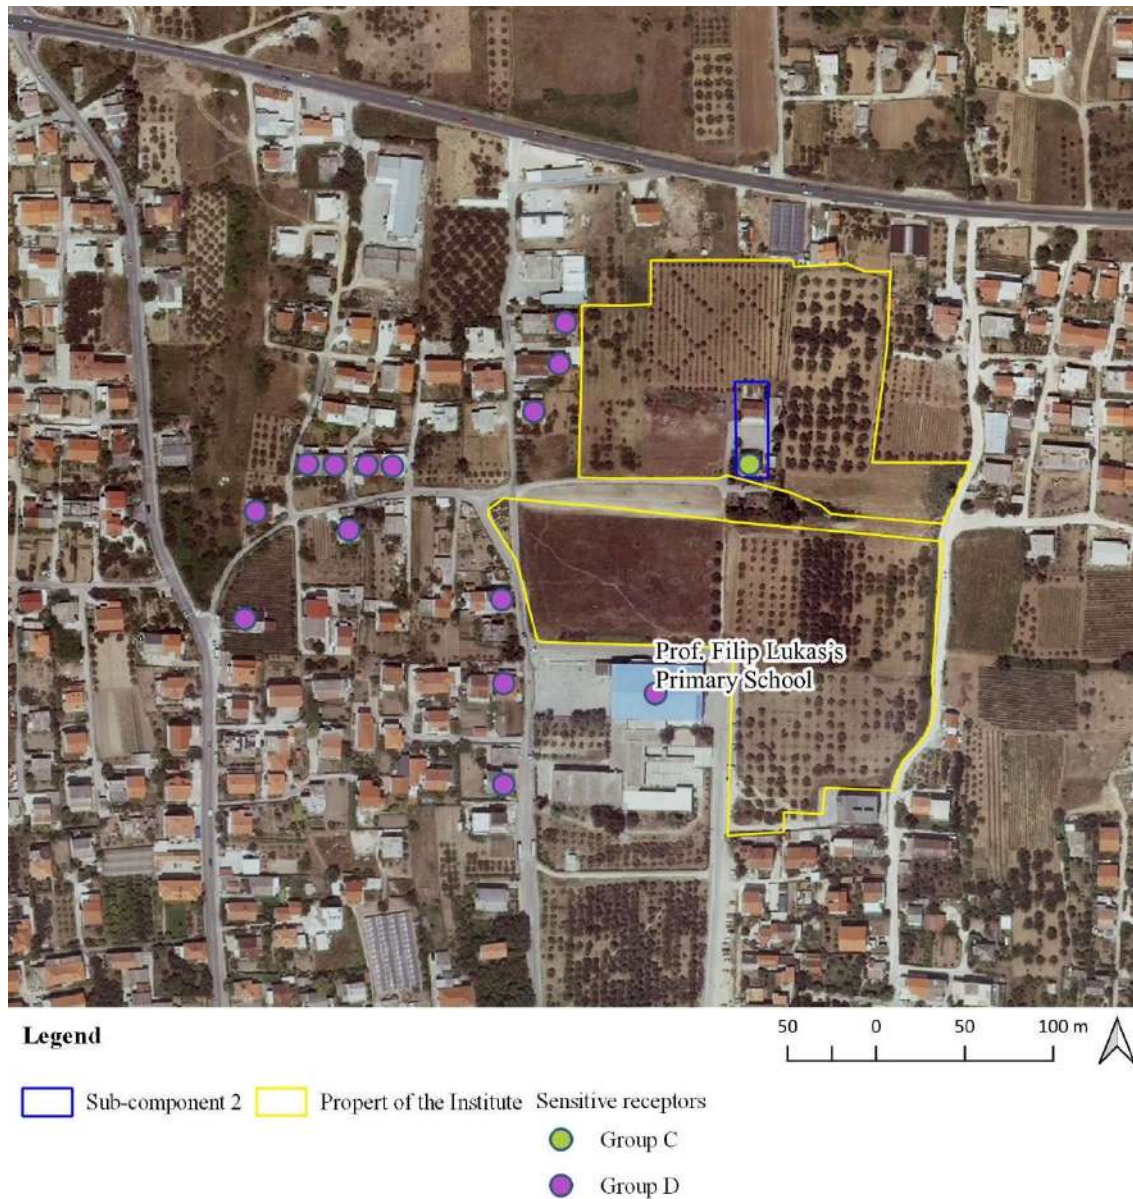 Prof. Filip Lukas's
Primary School
Legend
50 0 50 100 m
Sub-component 2
Propert of the Institute
Sensitive receptors
Group C
Group D